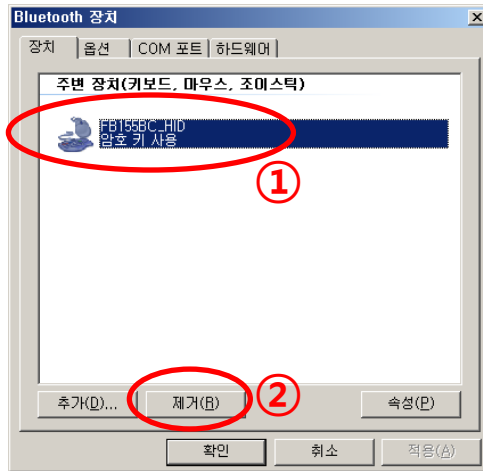 Bluetooth 장치
장치 옵션 COM 포트 하드웨어
주변 장치(키보드, 마우스, 조이스틱)
FB155BC_HID
암호 키 사용
①
추가(D)... 제거(R) ② 속성(P)
확인 취소 적용(A)